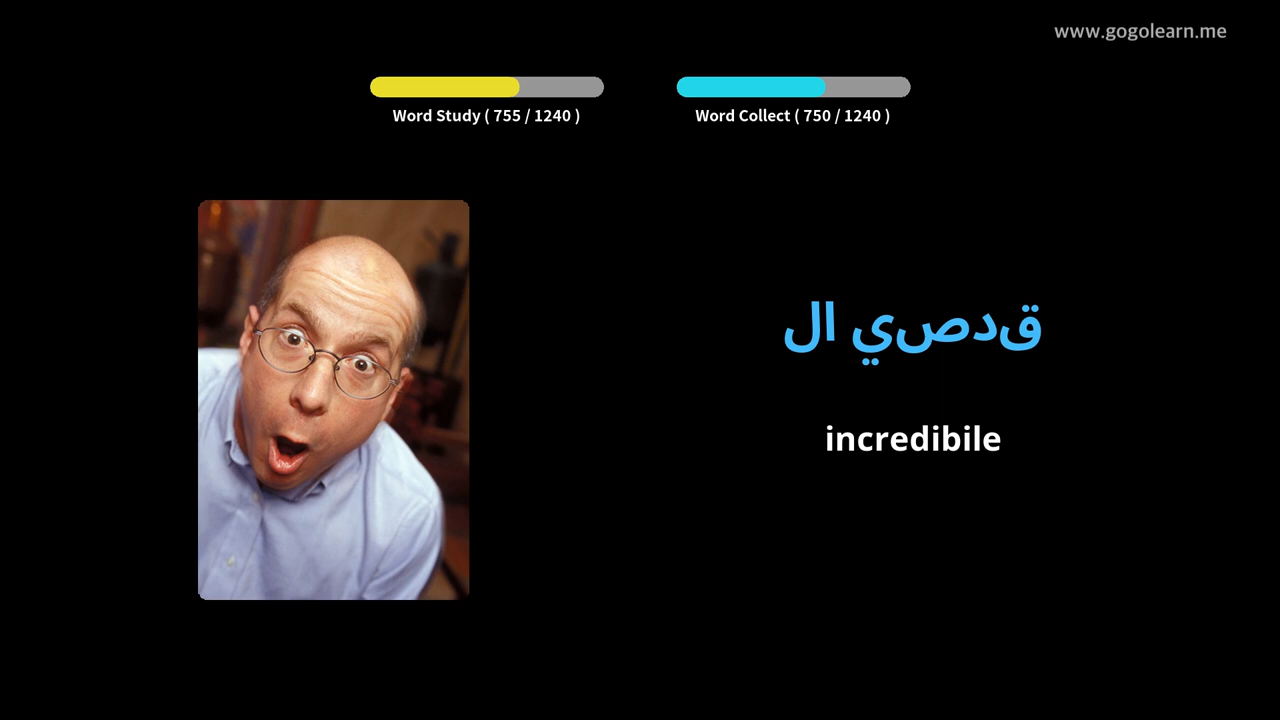 www.gogolearn.me
Word Study ( 755 / 1240 )
Word Collect ( 750 / 1240 )
قدصي ال
incredibile